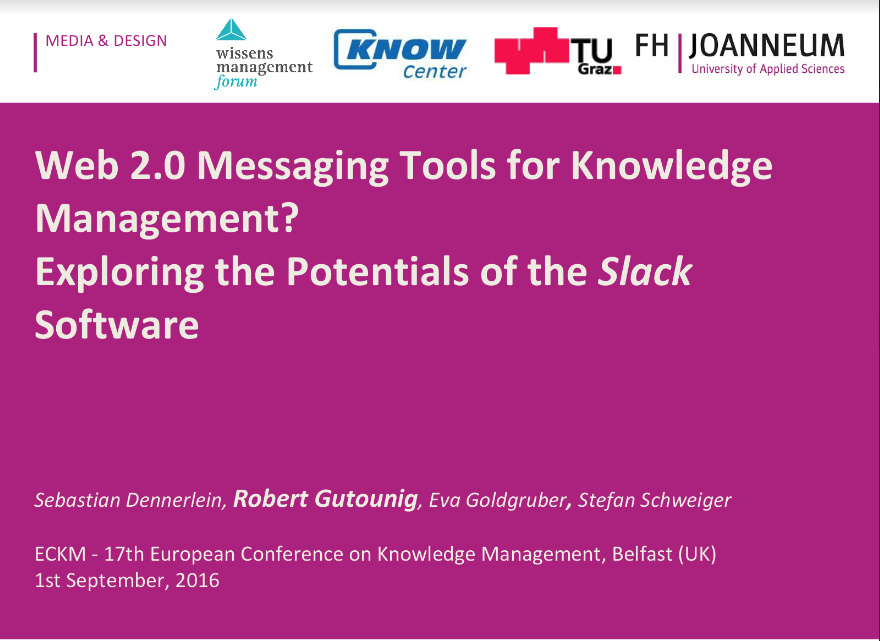 MEDIA & DESIGN
wissens
management
forum
KNOW
Center
TU
Graz
FH JOANNEUM
University of Applied Sciences
Web 2.0 Messaging Tools for Knowledge
Management?
Exploring the Potentials of the Slack
Software
Sebastian Dennerlein, Robert Gutounig, Eva Goldgruber, Stefan Schweiger
ECKM - 17th European Conference on Knowledge Management, Belfast (UK)
1st September, 2016